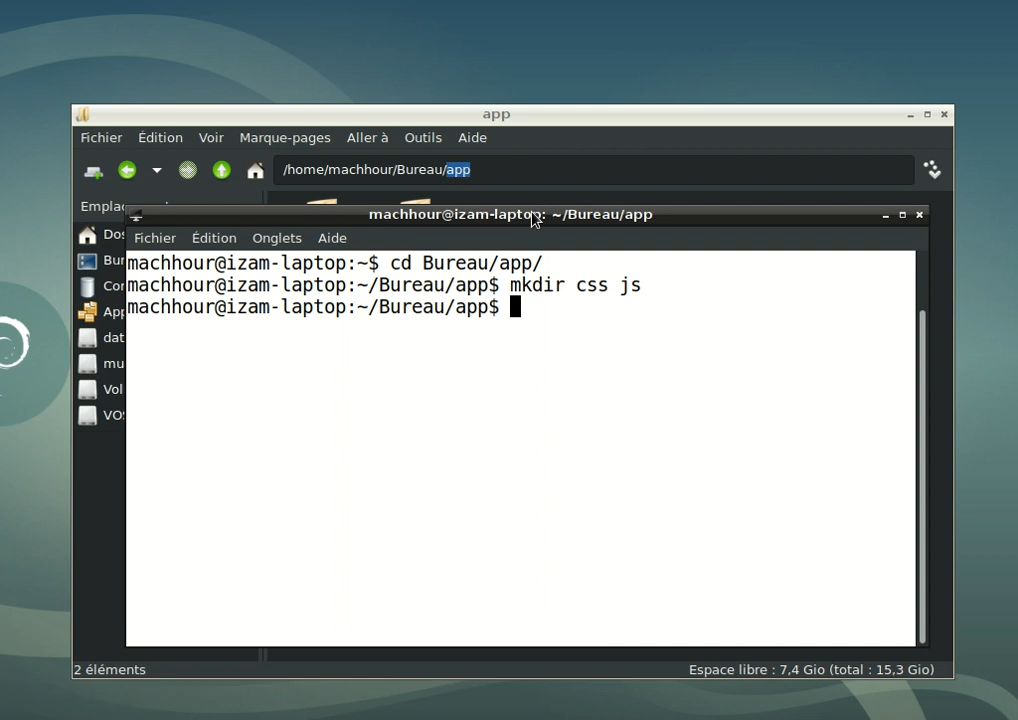 app
Fichier Édition Voir Marque-pages Aller à Outils Aide
/home/machhour/Bureau/app
machhour@izam-laptop: ~/Bureau/app
Fichier Édition Onglets Aide
machhour@izam-laptop:~$ cd Bureau/app/
machhour@izam-laptop:~/Bureau/app$ mkdir css js
machhour@izam-laptop:~/Bureau/app$
2 éléments Espace libre : 7,4 Gio (total : 15,3 Gio)